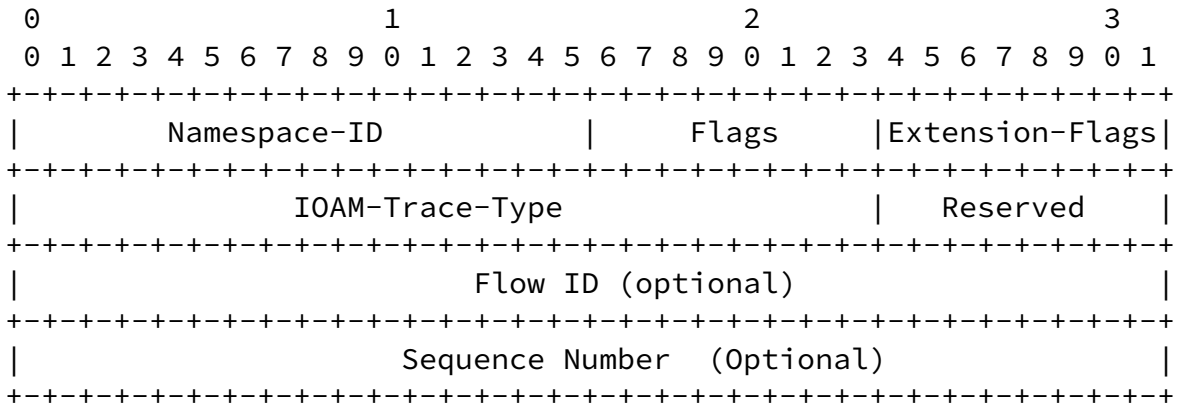 0                   1                   2                   3
 0 1 2 3 4 5 6 7 8 9 0 1 2 3 4 5 6 7 8 9 0 1 2 3 4 5 6 7 8 9 0 1
+-+-+-+-+-+-+-+-+-+-+-+-+-+-+-+-+-+-+-+-+-+-+-+-+-+-+-+-+-+-+-+-+
|        Namespace-ID           |     Flags     |Extension-Flags|
+-+-+-+-+-+-+-+-+-+-+-+-+-+-+-+-+-+-+-+-+-+-+-+-+-+-+-+-+-+-+-+-+
|               IOAM-Trace-Type                 |   Reserved    |
+-+-+-+-+-+-+-+-+-+-+-+-+-+-+-+-+-+-+-+-+-+-+-+-+-+-+-+-+-+-+-+-+
|                         Flow ID (optional)                    |
+-+-+-+-+-+-+-+-+-+-+-+-+-+-+-+-+-+-+-+-+-+-+-+-+-+-+-+-+-+-+-+-+
|                     Sequence Number  (Optional)               |
+-+-+-+-+-+-+-+-+-+-+-+-+-+-+-+-+-+-+-+-+-+-+-+-+-+-+-+-+-+-+-+-+